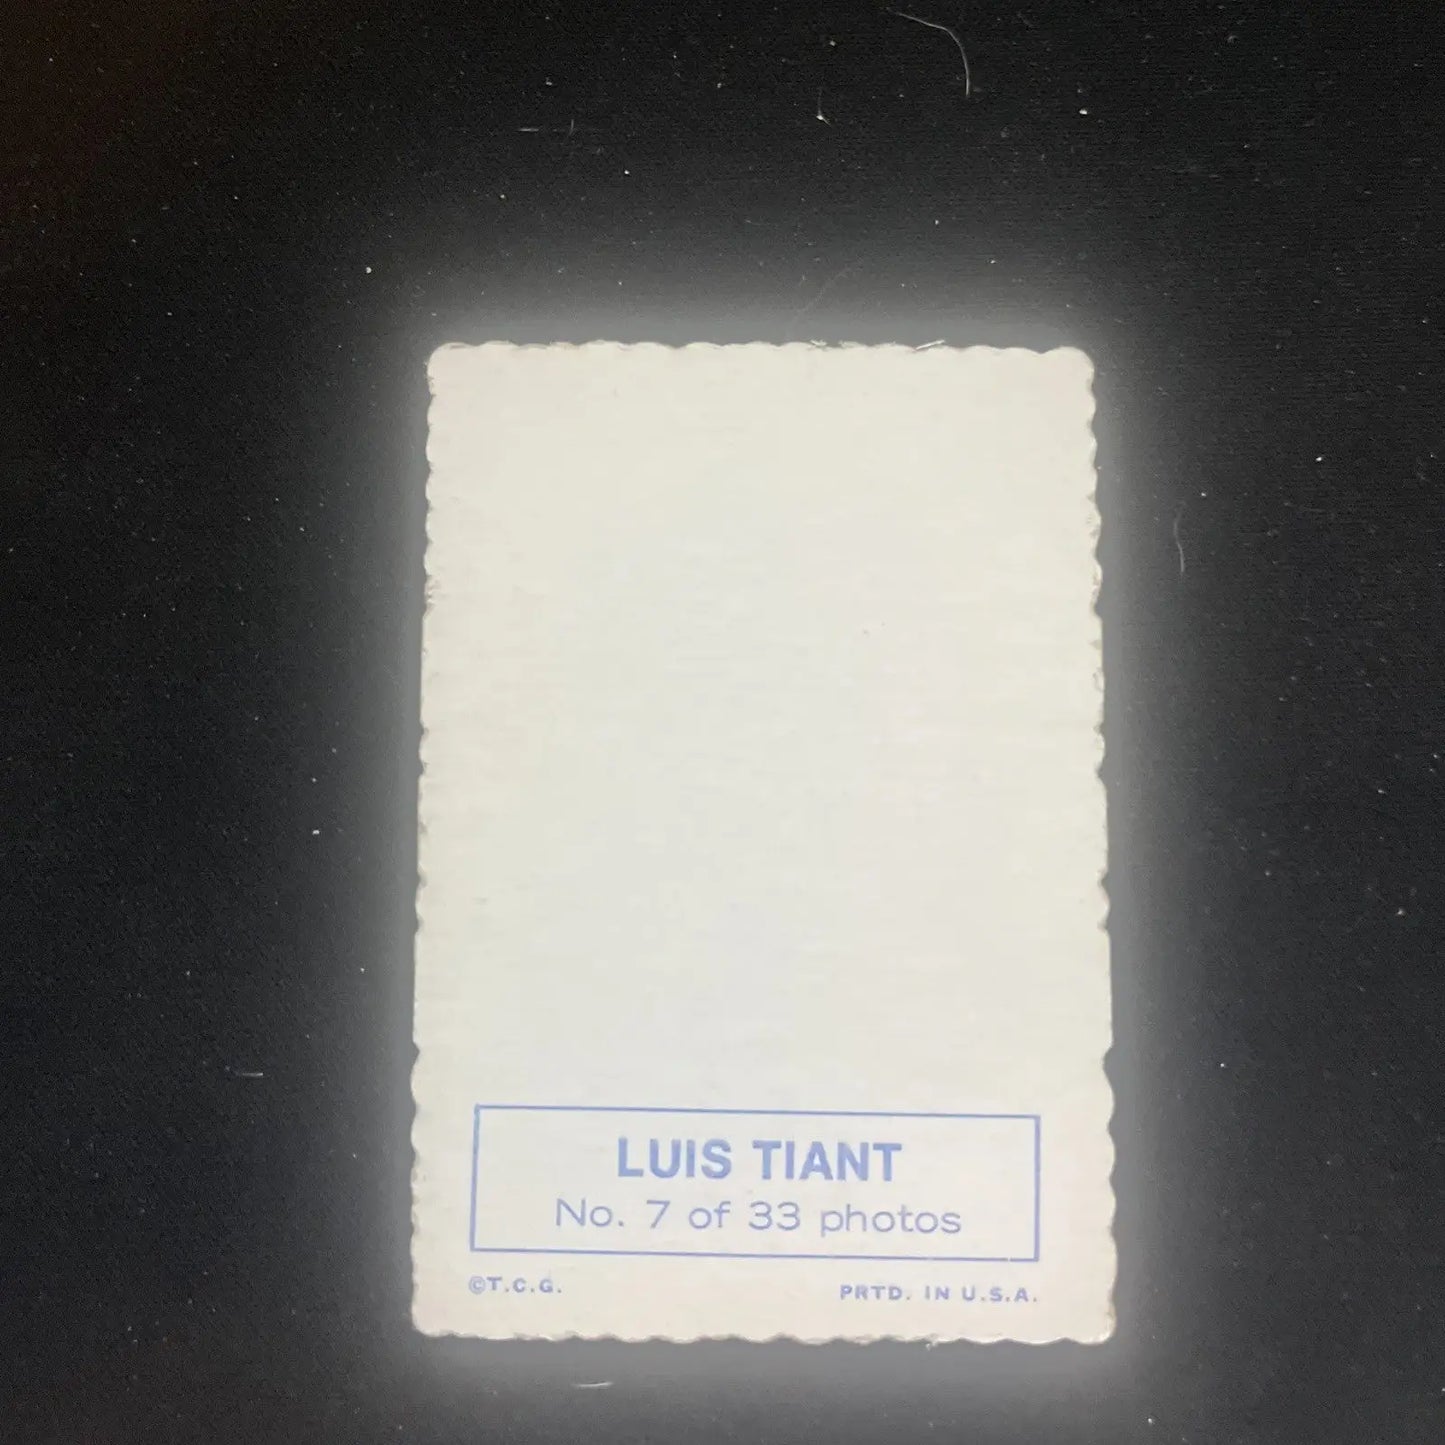 LUIS TIANT
No. 7 of 33 photos
©T.C.G. PRTD. IN U.S.A.